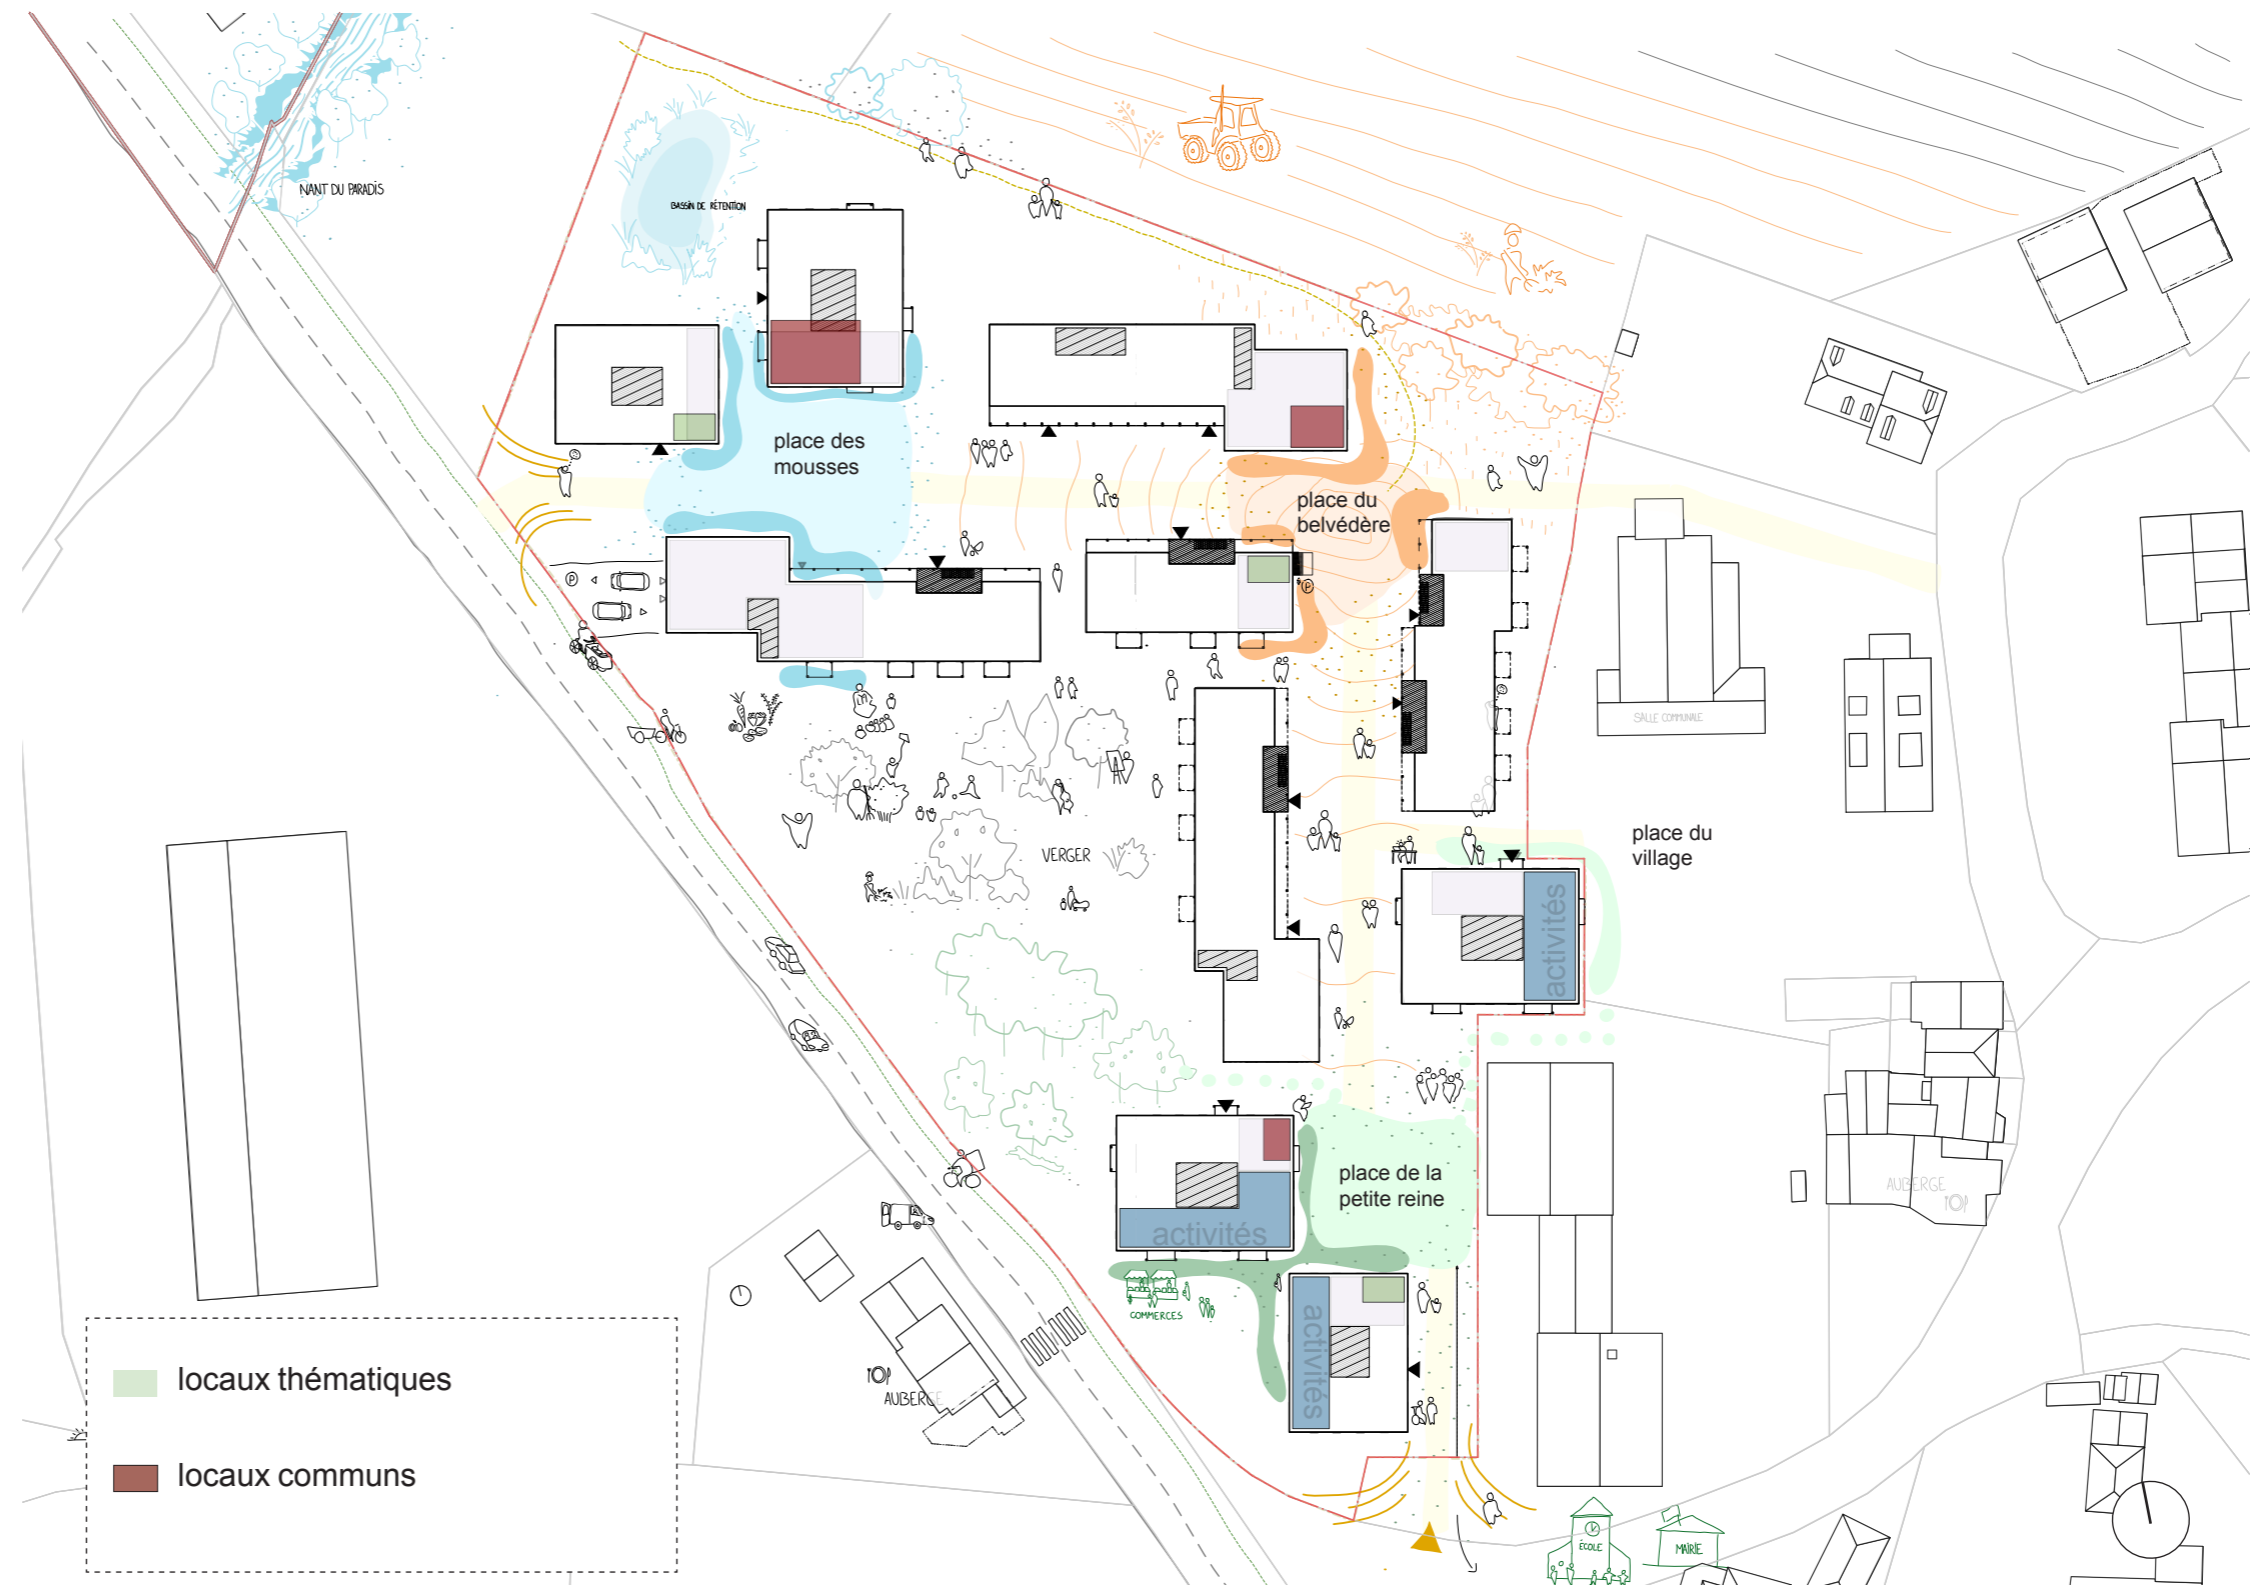 NANT DU PARADIS
BASSIN DE RÉTENTION
place des
mousses
place du
belvédère
P
P
SALLE COMMUNALE
place du
village
VERGER
activités
place de la
petite reine
activités
AUBERGE
COMMERCES
activités
AUBERGE
locaux thématiques
locaux communs
ÉCOLE
MAIRIE